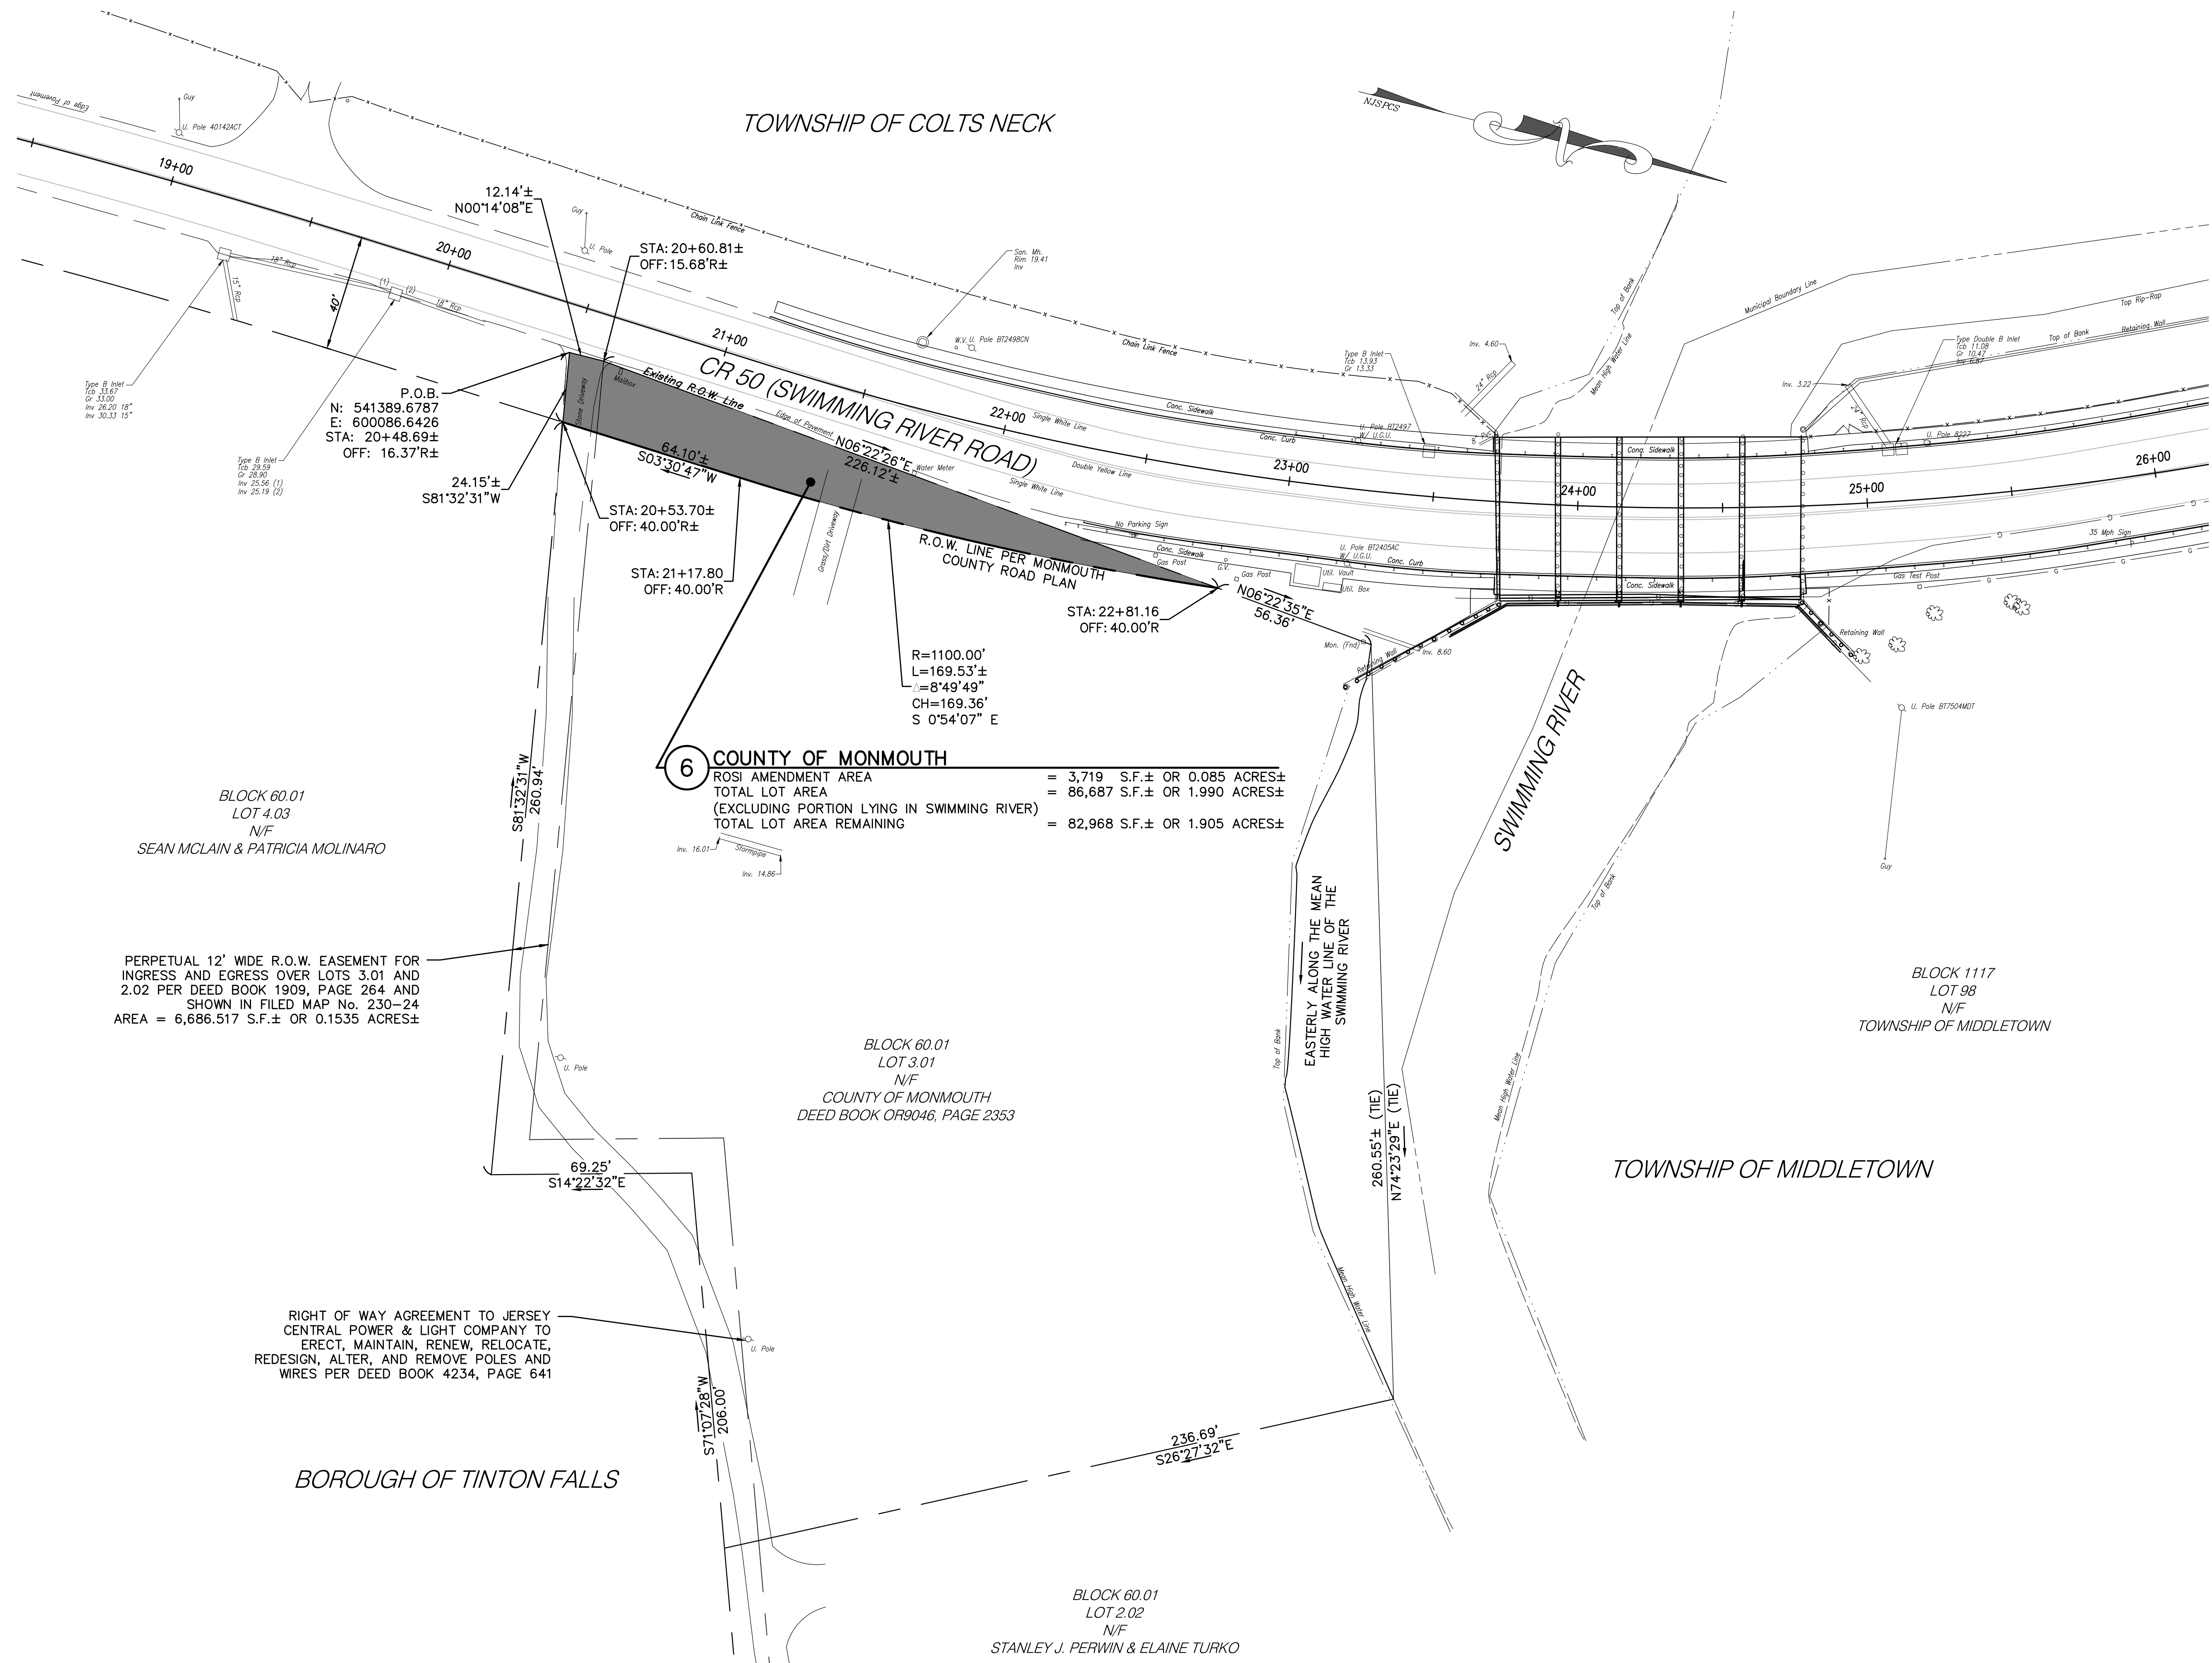 TOWNSHIP OF COLTS NECK
NJSPCS
Edge of Pavement
Guy
U. Pole 40142ACT
19+00
20+00
21+00
22+00
23+00
24+00
25+00
26+00
12.14'±
N00°14'08"E
Guy
U. Pole
Chain Link Fence
STA: 20+60.81±
OFF: 15.68'R±
San. Mh.
Rim 19.41
Inv
W.V.
U. Pole BT2498CN
Chain Link Fence
18" Rcp
15" Rcp
(1)
(2)
18" Rcp
40'
Type B Inlet
Tcb 33.67
Gr 33.00
Inv 26.20 18"
Inv 30.33 15"
Type B Inlet
Tcb 29.59
Gr 28.90
Inv 25.56 (1)
Inv 25.19 (2)
P.O.B.
N: 541389.6787
E: 600086.6426
STA: 20+48.69±
OFF: 16.37'R±
24.15'±
S81°32'31"W
Stone Driveway
Mailbox
Existing R.O.W. Line
Edge of Pavement
CR 50 (SWIMMING RIVER ROAD)
Single White Line
Double Yellow Line
Single White Line
64.10'±
S03°30'47"W
N06°22'26"E
226.12'±
Water Meter
STA: 20+53.70±
OFF: 40.00'R±
STA: 21+17.80
OFF: 40.00'R
Grass/Dirt Driveway
R.O.W. LINE PER MONMOUTH
COUNTY ROAD PLAN
STA: 22+81.16
OFF: 40.00'R
R=1100.00'
L=169.53'±
△=8°49'49"
CH=169.36'
S 0°54'07" E
Conc. Sidewalk
Conc. Curb
U. Pole BT2497
W/ U.G.U.
Type B Inlet
Tcb 13.93
Gr 13.33
Inv. 4.60
24" Rcp
Top of Bank
Mean High Water Line
Municipal Boundary Line
Top Rip-Rap
Top of Bank
Retaining Wall
Type Double B Inlet
Tcb 11.08
Gr 10.42
Inv 6.87
Inv. 3.22
24" Rcp
U. Pole 8227
Conc. Sidewalk
No Parking Sign
Conc. Sidewalk
Gas Post
G.V.
Gas Post
Util. Vault
Util. Box
U. Pole BT2405AC
W/ U.G.U.
Conc. Curb
Conc. Sidewalk
35 Mph Sign
Gas Test Post
Retaining Wall
N06°22'35"E
56.36'
Mon. (Fnd)
Retaining Wall
Inv. 8.60
SWIMMING RIVER
U. Pole BT7504MDT
Guy
6
COUNTY OF MONMOUTH
ROSI AMENDMENT AREA = 3,719 S.F.± OR 0.085 ACRES±
TOTAL LOT AREA = 86,687 S.F.± OR 1.990 ACRES±
(EXCLUDING PORTION LYING IN SWIMMING RIVER)
TOTAL LOT AREA REMAINING = 82,968 S.F.± OR 1.905 ACRES±
Inv. 16.01
Stormpipe
Inv. 14.86
S81°32'31"W
260.94'
BLOCK 60.01
LOT 4.03
N/F
SEAN MCLAIN & PATRICIA MOLINARO
PERPETUAL 12' WIDE R.O.W. EASEMENT FOR
INGRESS AND EGRESS OVER LOTS 3.01 AND
2.02 PER DEED BOOK 1909, PAGE 264 AND
SHOWN IN FILED MAP No. 230-24
AREA = 6,686.517 S.F.± OR 0.1535 ACRES±
U. Pole
BLOCK 60.01
LOT 3.01
N/F
COUNTY OF MONMOUTH
DEED BOOK OR9046, PAGE 2353
EASTERLY ALONG THE MEAN
HIGH WATER LINE OF THE
SWIMMING RIVER
Top of Bank
260.55'± (TIE)
N74°23'29"E (TIE)
Mean High Water Line
Top of Bank
Mean High Water Line
BLOCK 1117
LOT 98
N/F
TOWNSHIP OF MIDDLETOWN
TOWNSHIP OF MIDDLETOWN
69.25'
S14°22'32"E
RIGHT OF WAY AGREEMENT TO JERSEY
CENTRAL POWER & LIGHT COMPANY TO
ERECT, MAINTAIN, RENEW, RELOCATE,
REDESIGN, ALTER, AND REMOVE POLES AND
WIRES PER DEED BOOK 4234, PAGE 641
U. Pole
S71°07'28"W
206.00'
236.69'
S26°27'32"E
BOROUGH OF TINTON FALLS
BLOCK 60.01
LOT 2.02
N/F
STANLEY J. PERWIN & ELAINE TURKO